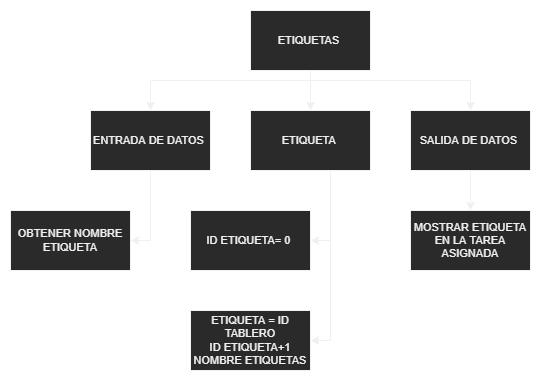 ETIQUETAS
ENTRADA DE DATOS
ETIQUETA
SALIDA DE DATOS
OBTENER NOMBRE
ETIQUETA
ID ETIQUETA= 0
MOSTRAR ETIQUETA
EN LA TAREA
ASIGNADA
ETIQUETA = ID
TABLERO
ID ETIQUETA+1
NOMBRE ETIQUETAS